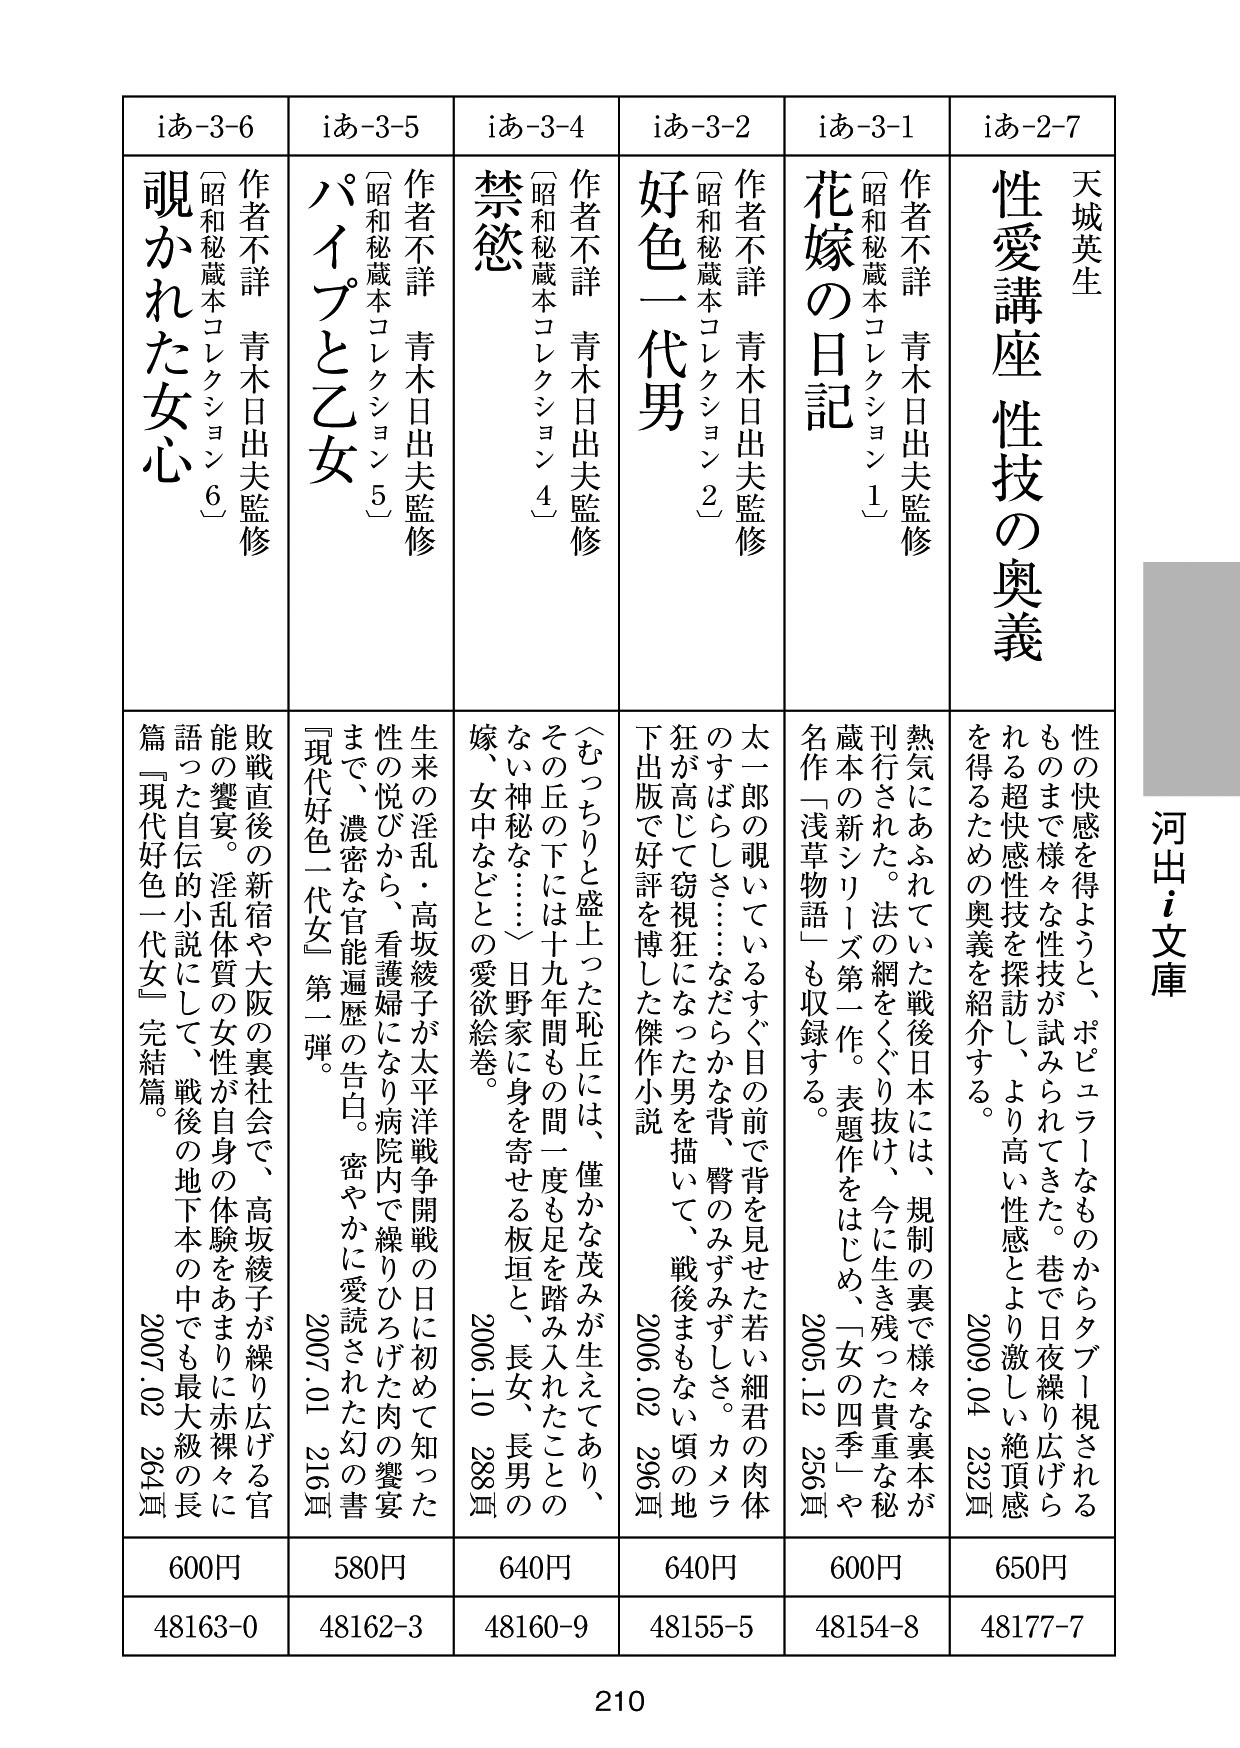 iあ-2-7
天城英生
性愛講座 性技の奥義
性の快感を得ようと、ポピュラーなものからタブー視される
ものまで様々な性技が試みられてきた。巷で日夜繰り広げら
れる超快感性技を探訪し、より高い性感とより激しい絶頂感
を得るための奥義を紹介する。 2009.04 232頁
650円
48177-7
iあ-3-1
作者不詳 青木日出夫監修
〔昭和秘蔵本コレクション 1〕
花嫁の日記
熱気にあふれていた戦後日本には、規制の裏で様々な裏本が
刊行された。法の網をくぐり抜け、今に生き残った貴重な秘
蔵本の新シリーズ第一作。表題作をはじめ、「女の四季」や
名作「浅草物語」も収録する。 2005.12 256頁
600円
48154-8
iあ-3-2
作者不詳 青木日出夫監修
〔昭和秘蔵本コレクション 2〕
好色一代男
太一郎の覗いているすぐ目の前で背を見せた若い細君の肉体
のすばらしさ……なだらかな背、臀のみずみずしさ。カメラ
狂が高じて窃視狂になった男を描いて、戦後まもない頃の地
下出版で好評を博した傑作小説 2006.02 296頁
640円
48155-5
iあ-3-4
作者不詳 青木日出夫監修
〔昭和秘蔵本コレクション 4〕
禁慾
〈むっちりと盛上った恥丘には、僅かな茂みが生えてあり、
その丘の下には十九年間もの間一度も足を踏み入れたことの
ない神秘な……〉日野家に身を寄せる板垣と、長女、長男の
嫁、女中などとの愛欲絵巻。 2006.10 288頁
640円
48160-9
iあ-3-5
作者不詳 青木日出夫監修
〔昭和秘蔵本コレクション 5〕
パイプと乙女
生来の淫乱・高坂綾子が太平洋戦争開戦の日に初めて知った
性の悦びから、看護婦になり病院内で繰りひろげた肉の饗宴
まで、濃密な官能遍歴の告白。密やかに愛読された幻の書
『現代好色一代女』第一弾。 2007.01 216頁
580円
48162-3
iあ-3-6
作者不詳 青木日出夫監修
〔昭和秘蔵本コレクション 6〕
覗かれた女心
敗戦直後の新宿や大阪の裏社会で、高坂綾子が繰り広げる官
能の饗宴。淫乱体質の女性が自身の体験をあまりに赤裸々に
語った自伝的小説にして、戦後の地下本の中でも最大級の長
篇『現代好色一代女』完結篇。 2007.02 264頁
600円
48163-0
河出i文庫
210